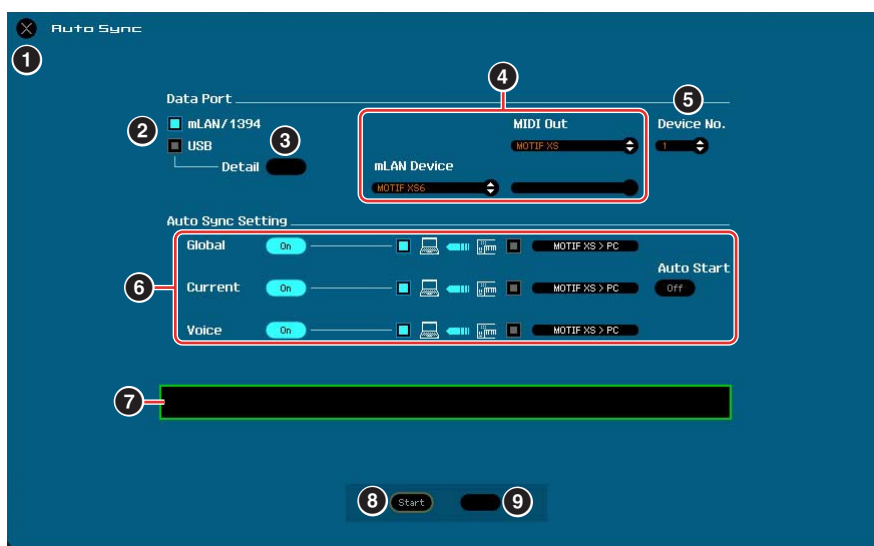 Auto Sync
1
4
Data Port
5
2 mLAN/1394 MIDI Out Device No.
USB 3 MOTIF XS 1
Detail mLAN Device
MOTIF XS6
Auto Sync Setting
Global On MOTIF XS > PC
Auto Start
6 Current On MOTIF XS > PC Off
Voice On MOTIF XS > PC
7
8 Start 9